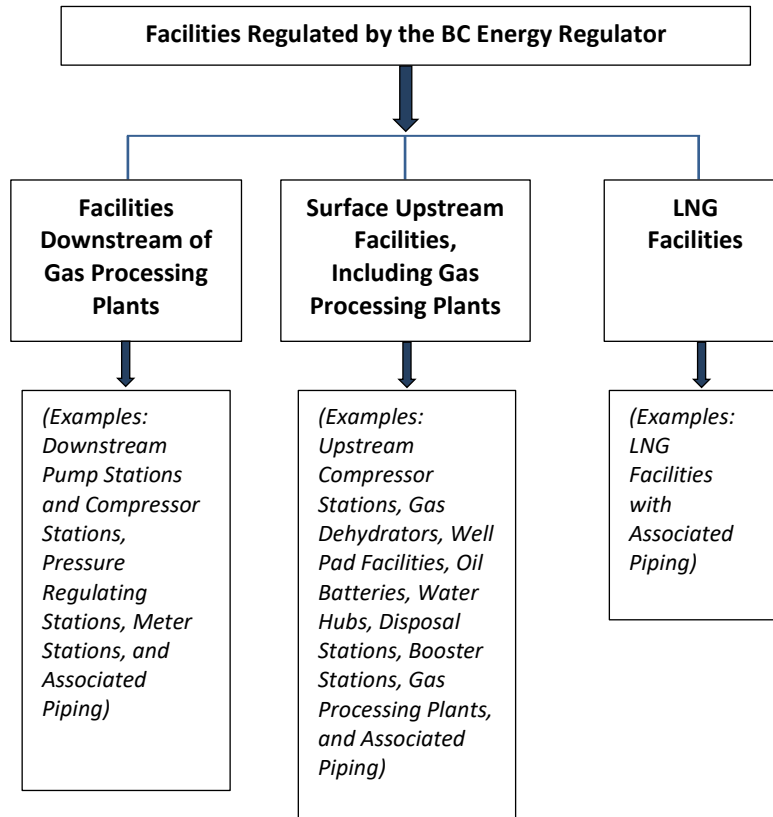 Facilities Regulated by the BC Energy Regulator
Facilities
Downstream of
Gas Processing
Plants
Surface Upstream
Facilities,
Including Gas
Processing Plants
LNG
Facilities
(Examples:
Downstream
Pump Stations
and Compressor
Stations,
Pressure
Regulating
Stations, Meter
Stations, and
Associated
Piping)
(Examples:
Upstream
Compressor
Stations, Gas
Dehydrators, Well
Pad Facilities, Oil
Batteries, Water
Hubs, Disposal
Stations, Booster
Stations, Gas
Processing Plants,
and Associated
Piping)
(Examples:
LNG
Facilities
with
Associated
Piping)